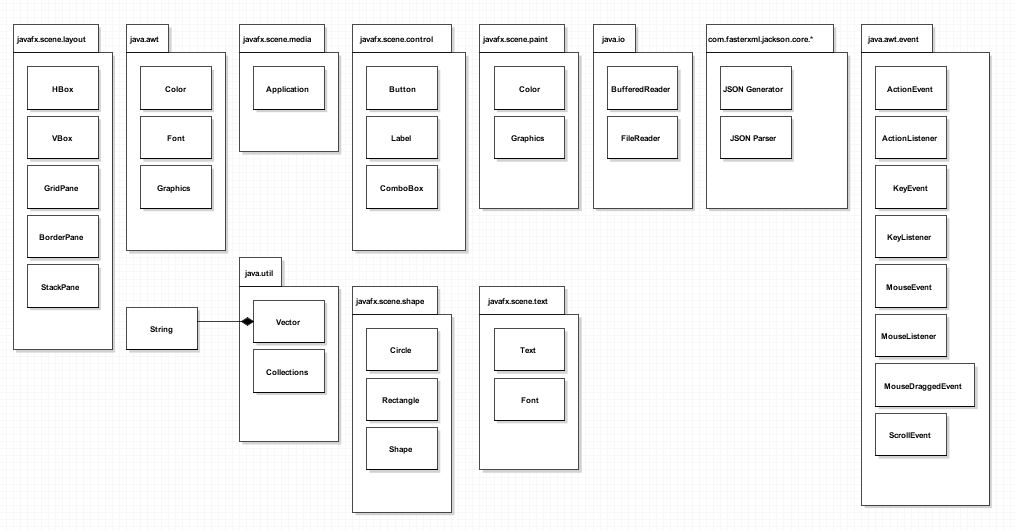 javafx.scene.layout
HBox
VBox
GridPane
BorderPane
StackPane
java.awt
Color
Font
Graphics
javafx.scene.media
Application
javafx.scene.control
Button
Label
ComboBox
javafx.scene.paint
Color
Graphics
java.io
BufferedReader
FileReader
com.fasterxml.jackson.core.*
JSON Generator
JSON Parser
java.awt.event
ActionEvent
ActionListener
KeyEvent
KeyListener
MouseEvent
MouseListener
MouseDraggedEvent
ScrollEvent
String
java.util
Vector
Collections
javafx.scene.shape
Circle
Rectangle
Shape
javafx.scene.text
Text
Font